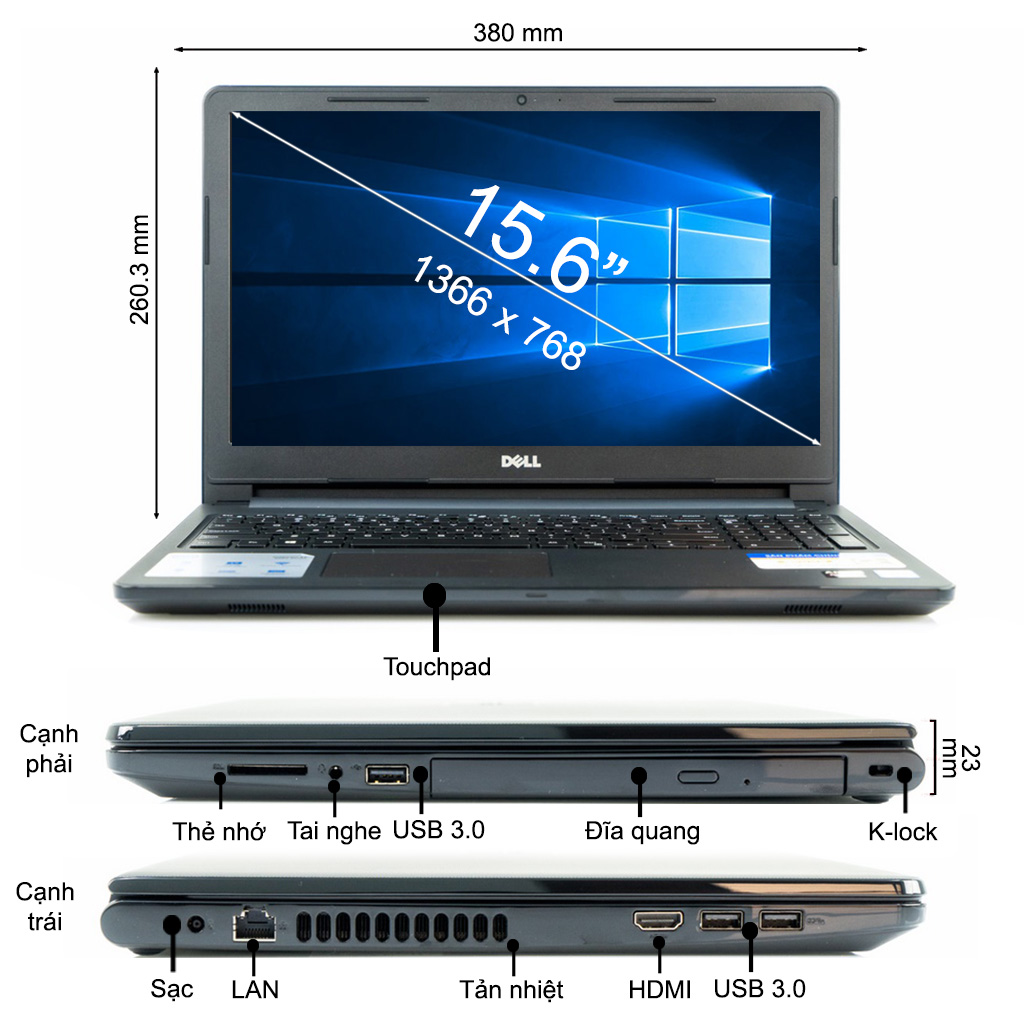 380 mm
260.3 mm
15.6”
1366 x 768
DELL
Touchpad
Cạnh
phải
23
mm
Thẻ nhớ
Tai nghe
USB 3.0
Đĩa quang
K-lock
Cạnh
trái
Sạc
LAN
Tản nhiệt
HDMI
USB 3.0